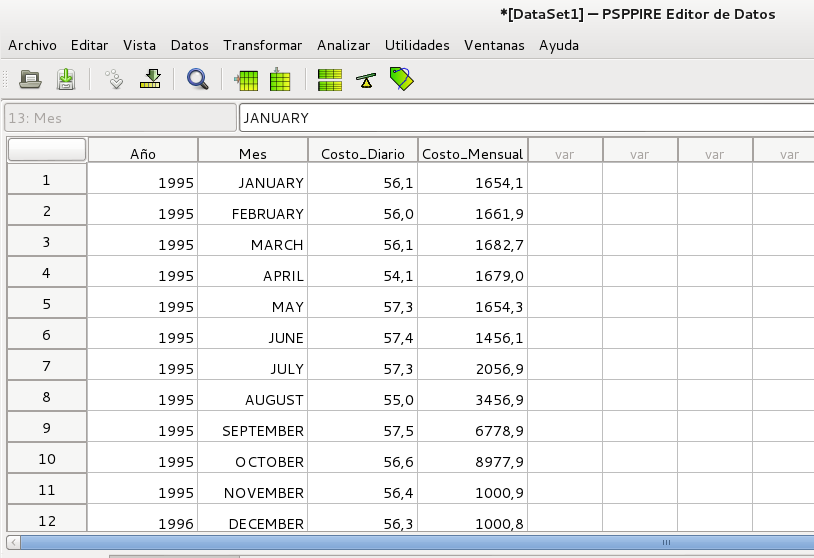 *[DataSet1] — PSPPIRE Editor de Datos
Archivo Editar Vista Datos Transformar Analizar Utilidades Ventanas Ayuda
13: Mes JANUARY
Año Mes Costo_Diario Costo_Mensual var var var var
1 1995 JANUARY 56,1 1654,1
2 1995 FEBRUARY 56,0 1661,9
3 1995 MARCH 56,1 1682,7
4 1995 APRIL 54,1 1679,0
5 1995 MAY 57,3 1654,3
6 1995 JUNE 57,4 1456,1
7 1995 JULY 57,3 2056,9
8 1995 AUGUST 55,0 3456,9
9 1995 SEPTEMBER 57,5 6778,9
10 1995 OCTOBER 56,6 8977,9
11 1995 NOVEMBER 56,4 1000,9
12 1996 DECEMBER 56,3 1000,8